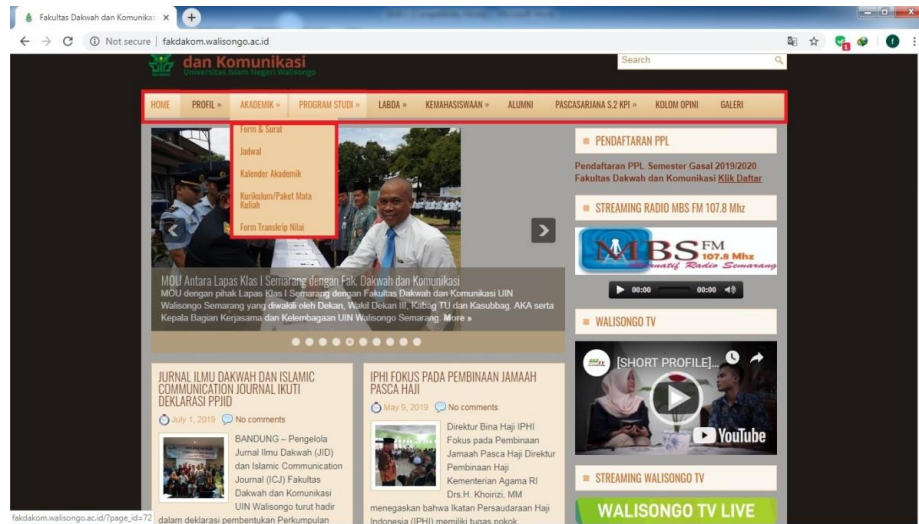 Fakultas Dakwah dan Komunika
Not secure | fakdakom.walisongo.ac.id
dan Komunikasi
Universitas Islam Negeri Walisongo
Search
HOME PROFIL » AKADEMIK » PROGRAM STUDI » LABDA » KEMAHASISWAAN » ALUMNI PASCASARJANA S.2 KPI » KOLOM OPINI GALERI
Form & Surat
Jadwal
Kalender Akademik
Kurikulum/Paket Mata
Kuliah
Form Transkrip Nilai
MOU Antara Lapas Klas I Semarang dengan Fak. Dakwah dan Komunikasi
MOU dengan pihak Lapas Klas I Semarang dengan Fakultas Dakwah dan Komunikasi UIN
Walisongo Semarang yang diwakili oleh Dekan, Wakil Dekan III, Kabag TU dan Kasubbag. AKA serta
Kepala Bagian Kerjasama dan Kelembagaan UIN Walisongo Semarang. More »
JURNAL ILMU DAKWAH DAN ISLAMIC
COMMUNICATION JOURNAL IKUTI
DEKLARASI PPJID
July 1, 2019 No comments
BANDUNG – Pengelola
Jurnal Ilmu Dakwah (JID)
dan Islamic Communication
Journal (ICJ) Fakultas
Dakwah dan Komunikasi
UIN Walisongo turut hadir
dalam deklarasi pembentukan Perkumpulan
IPHI FOKUS PADA PEMBINAAN JAMAAH
PASCA HAJI
May 9, 2019 No comments
Direktur Bina Haji IPHI
Fokus pada Pembinaan
Jamaah Pasca Haji Direktur
Pembinaan Haji
Kementerian Agama RI
Drs.H. Khoirizi, MM
menegaskan bahwa Ikatan Persaudaraan Haji
Indonesia (IPHI) memiliki tugas pokok
PENDAFTARAN PPL
Pendaftaran PPL Semester Gasal 2019/2020
Fakultas Dakwah dan Komunikasi Klik Daftar
STREAMING RADIO MBS FM 107.8 Mhz
MBS FM
107.8 Mhz
Alternatif Radio Semarang
00:00 00:00
WALISONGO TV
[SHORT PROFILE]...
YouTube
STREAMING WALISONGO TV
WALISONGO TV LIVE
fakdakom.walisongo.ac.id/?page_id=72